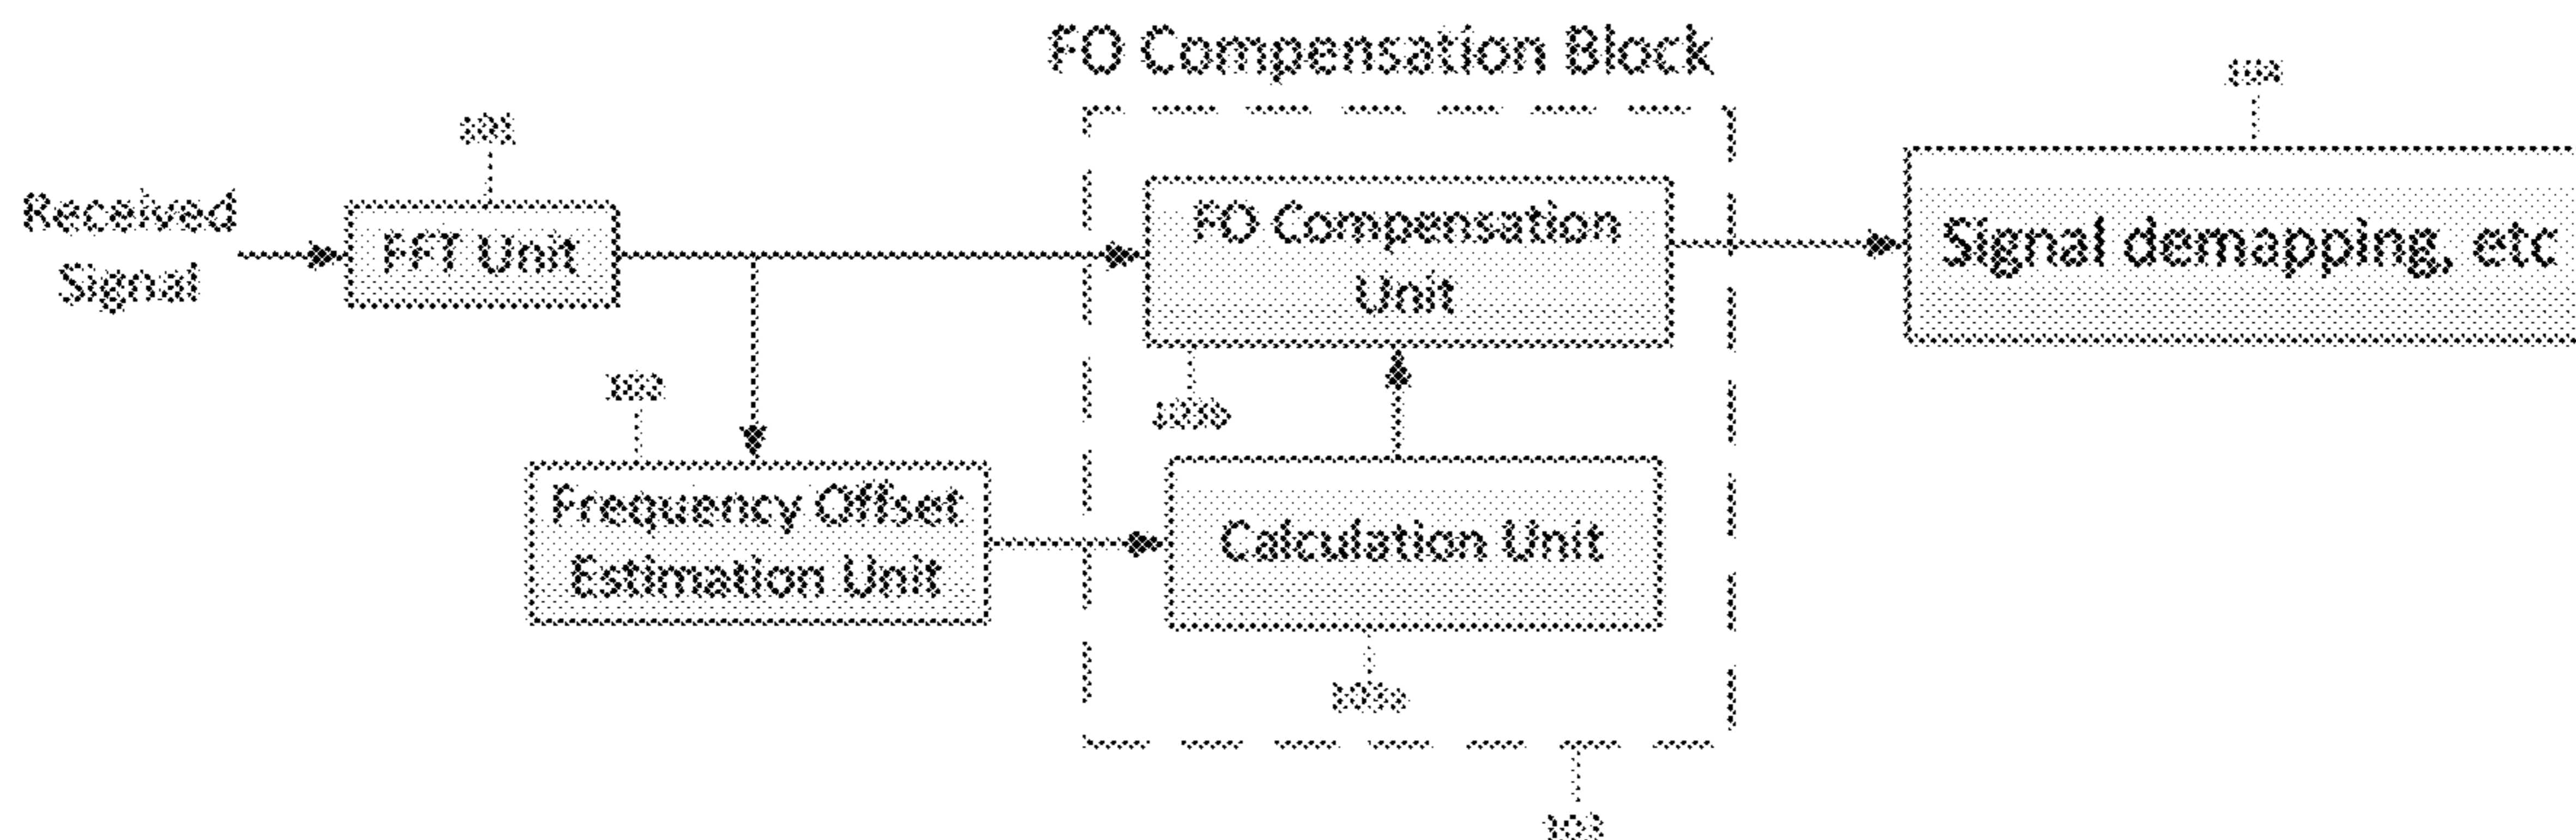 FO Compensation Block
104
Received
Signal
FFT Unit
FO Compensation
Unit
Signal demapping, etc
Frequency Offset
Estimation Unit
Calculation Unit